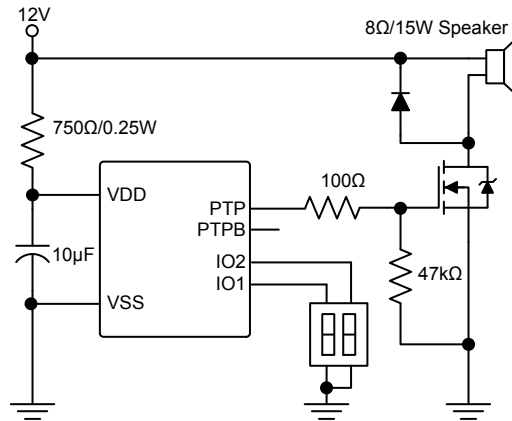 12V
8Ω/15W Speaker
750Ω/0.25W
VDD
PTP
100Ω
PTPB
10µF
IO2
IO1
47kΩ
VSS